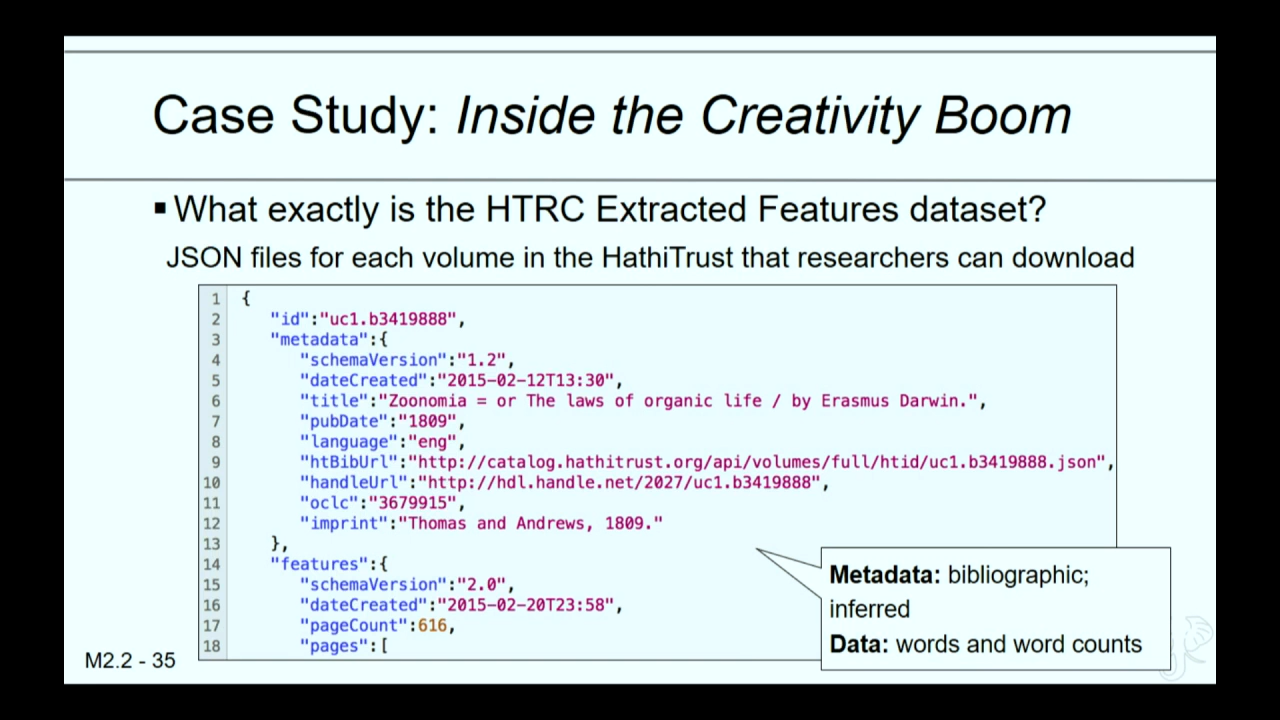 Case Study: Inside the Creativity Boom
▪ What exactly is the HTRC Extracted Features dataset?
JSON files for each volume in the HathiTrust that researchers can download
1 {
2 "id":"uc1.b3419888",
3 "metadata":{
4 "schemaVersion":"1.2",
5 "dateCreated":"2015-02-12T13:30",
6 "title":"Zoonomia = or The laws of organic life / by Erasmus Darwin.",
7 "pubDate":"1809",
8 "language":"eng",
9 "htBibUrl":"http://catalog.hathitrust.org/api/volumes/full/htid/uc1.b3419888.json",
10 "handleUrl":"http://hdl.handle.net/2027/uc1.b3419888",
11 "oclc":"3679915",
12 "imprint":"Thomas and Andrews, 1809."
13 },
14 "features":{
15 "schemaVersion":"2.0",
16 "dateCreated":"2015-02-20T23:58",
17 "pageCount":616,
18 "pages":[
Metadata: bibliographic;
inferred
Data: words and word counts
M2.2 - 35